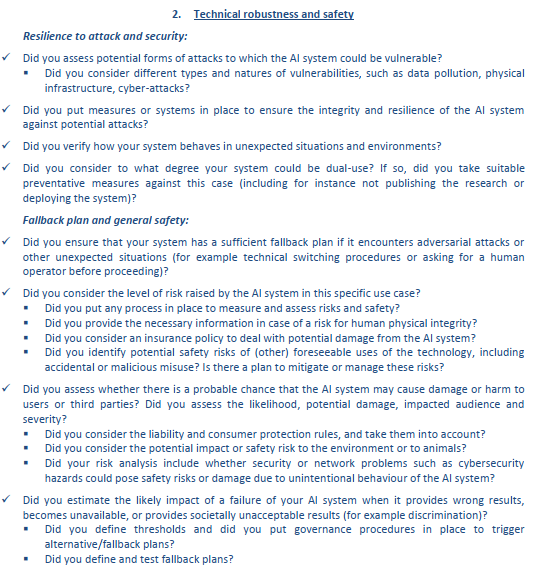 2. Technical robustness and safety
Resilience to attack and security:
✓ Did you assess potential forms of attacks to which the AI system could be vulnerable?
▪ Did you consider different types and natures of vulnerabilities, such as data pollution, physical
infrastructure, cyber-attacks?
✓ Did you put measures or systems in place to ensure the integrity and resilience of the AI system
against potential attacks?
✓ Did you verify how your system behaves in unexpected situations and environments?
✓ Did you consider to what degree your system could be dual-use? If so, did you take suitable
preventative measures against this case (including for instance not publishing the research or
deploying the system)?
Fallback plan and general safety:
✓ Did you ensure that your system has a sufficient fallback plan if it encounters adversarial attacks or
other unexpected situations (for example technical switching procedures or asking for a human
operator before proceeding)?
✓ Did you consider the level of risk raised by the AI system in this specific use case?
▪ Did you put any process in place to measure and assess risks and safety?
▪ Did you provide the necessary information in case of a risk for human physical integrity?
▪ Did you consider an insurance policy to deal with potential damage from the AI system?
▪ Did you identify potential safety risks of (other) foreseeable uses of the technology, including
accidental or malicious misuse? Is there a plan to mitigate or manage these risks?
✓ Did you assess whether there is a probable chance that the AI system may cause damage or harm to
users or third parties? Did you assess the likelihood, potential damage, impacted audience and
severity?
▪ Did you consider the liability and consumer protection rules, and take them into account?
▪ Did you consider the potential impact or safety risk to the environment or to animals?
▪ Did your risk analysis include whether security or network problems such as cybersecurity
hazards could pose safety risks or damage due to unintentional behaviour of the AI system?
✓ Did you estimate the likely impact of a failure of your AI system when it provides wrong results,
becomes unavailable, or provides societally unacceptable results (for example discrimination)?
▪ Did you define thresholds and did you put governance procedures in place to trigger
alternative/fallback plans?
▪ Did you define and test fallback plans?